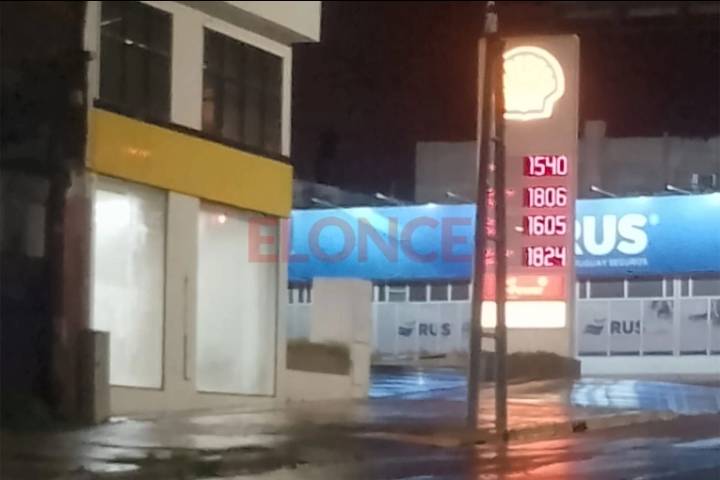 1540
1806
1605
1824
ELONCE
RUS
URUGUAY SEGUROS
RUS
RUS